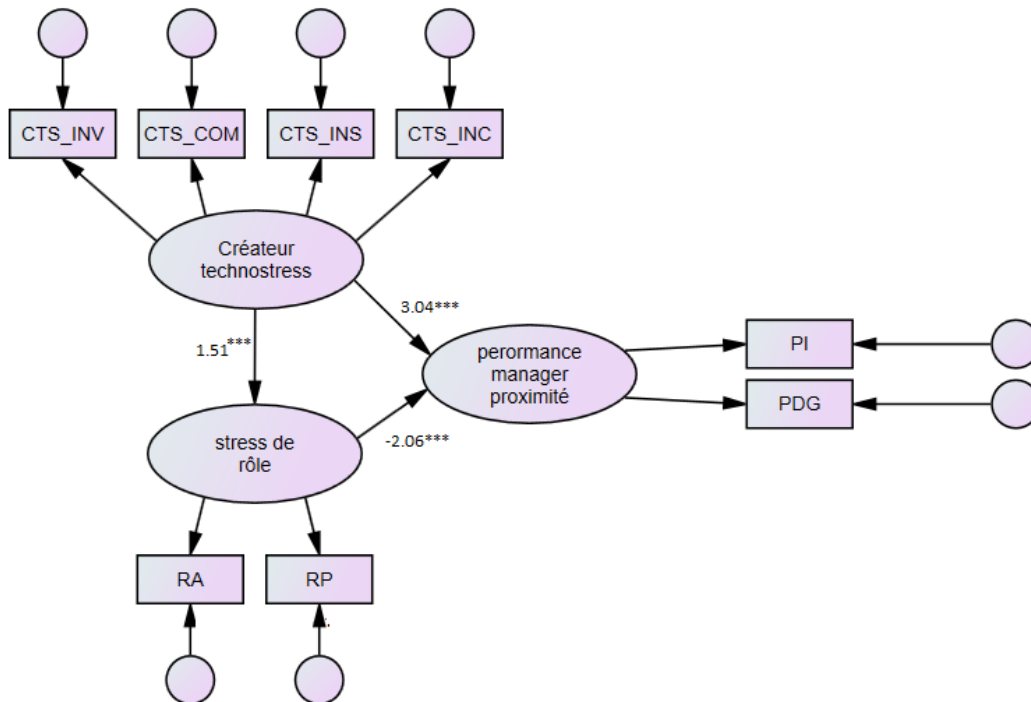 CTS_INV
CTS_COM
CTS_INS
CTS_INC
Créateur
technostress
3.04***
1.51***
perormance
manager
proximité
PI
PDG
-2.06***
stress de
rôle
RA
RP